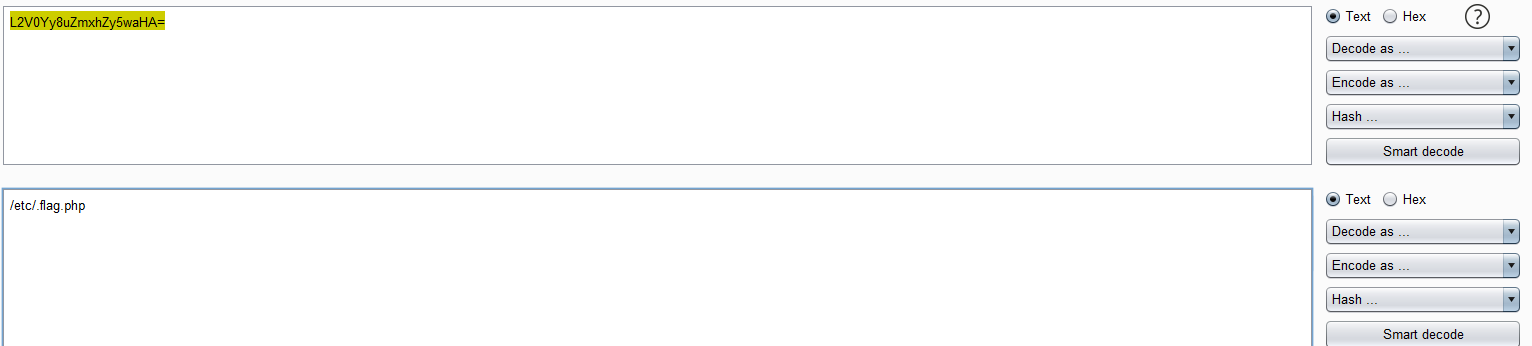 L2V0Yy8uZmxhZy5waHA=
Text Hex ?
Decode as ...
Encode as ...
Hash ...
Smart decode
/etc/.flag.php
Text Hex
Decode as ...
Encode as ...
Hash ...
Smart decode